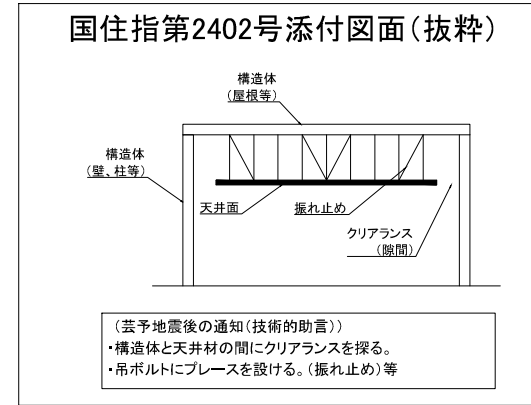 国住指第2402号添付図面(抜粋)
構造体
(屋根等)
構造体
(壁、柱等)
天井面
振れ止め
クリアランス
(隙間)
(芸予地震後の通知(技術的助言))
・構造体と天井材の間にクリアランスを探る。
・吊ボルトにブレースを設ける。(振れ止め)等